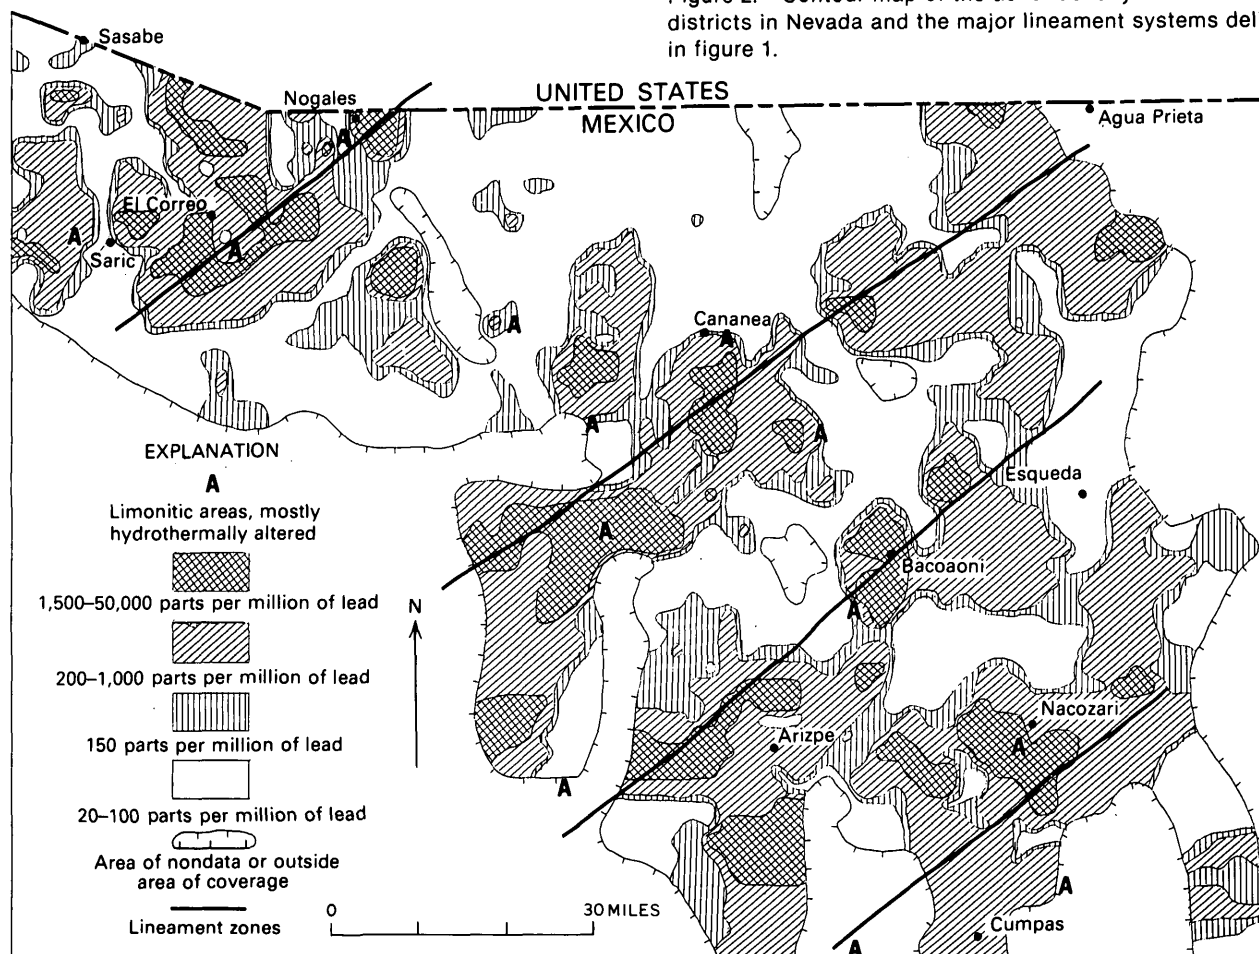 districts in Nevada and the major lineament systems del
in figure 1.
Sasabe
Nogales
UNITED STATES
MEXICO
Agua Prieta
A
El Correo
A
Saric
A
A
Cananea
A
A
A
Esqueda
A
Bacoaoni
A
Nacozari
A
Arizpe
A
A
Cumpas
A
EXPLANATION
A
Limonitic areas, mostly
hydrothermally altered
1,500–50,000 parts per million of lead
200–1,000 parts per million of lead
150 parts per million of lead
20–100 parts per million of lead
Area of nondata or outside
area of coverage
Lineament zones
N
0 30 MILES